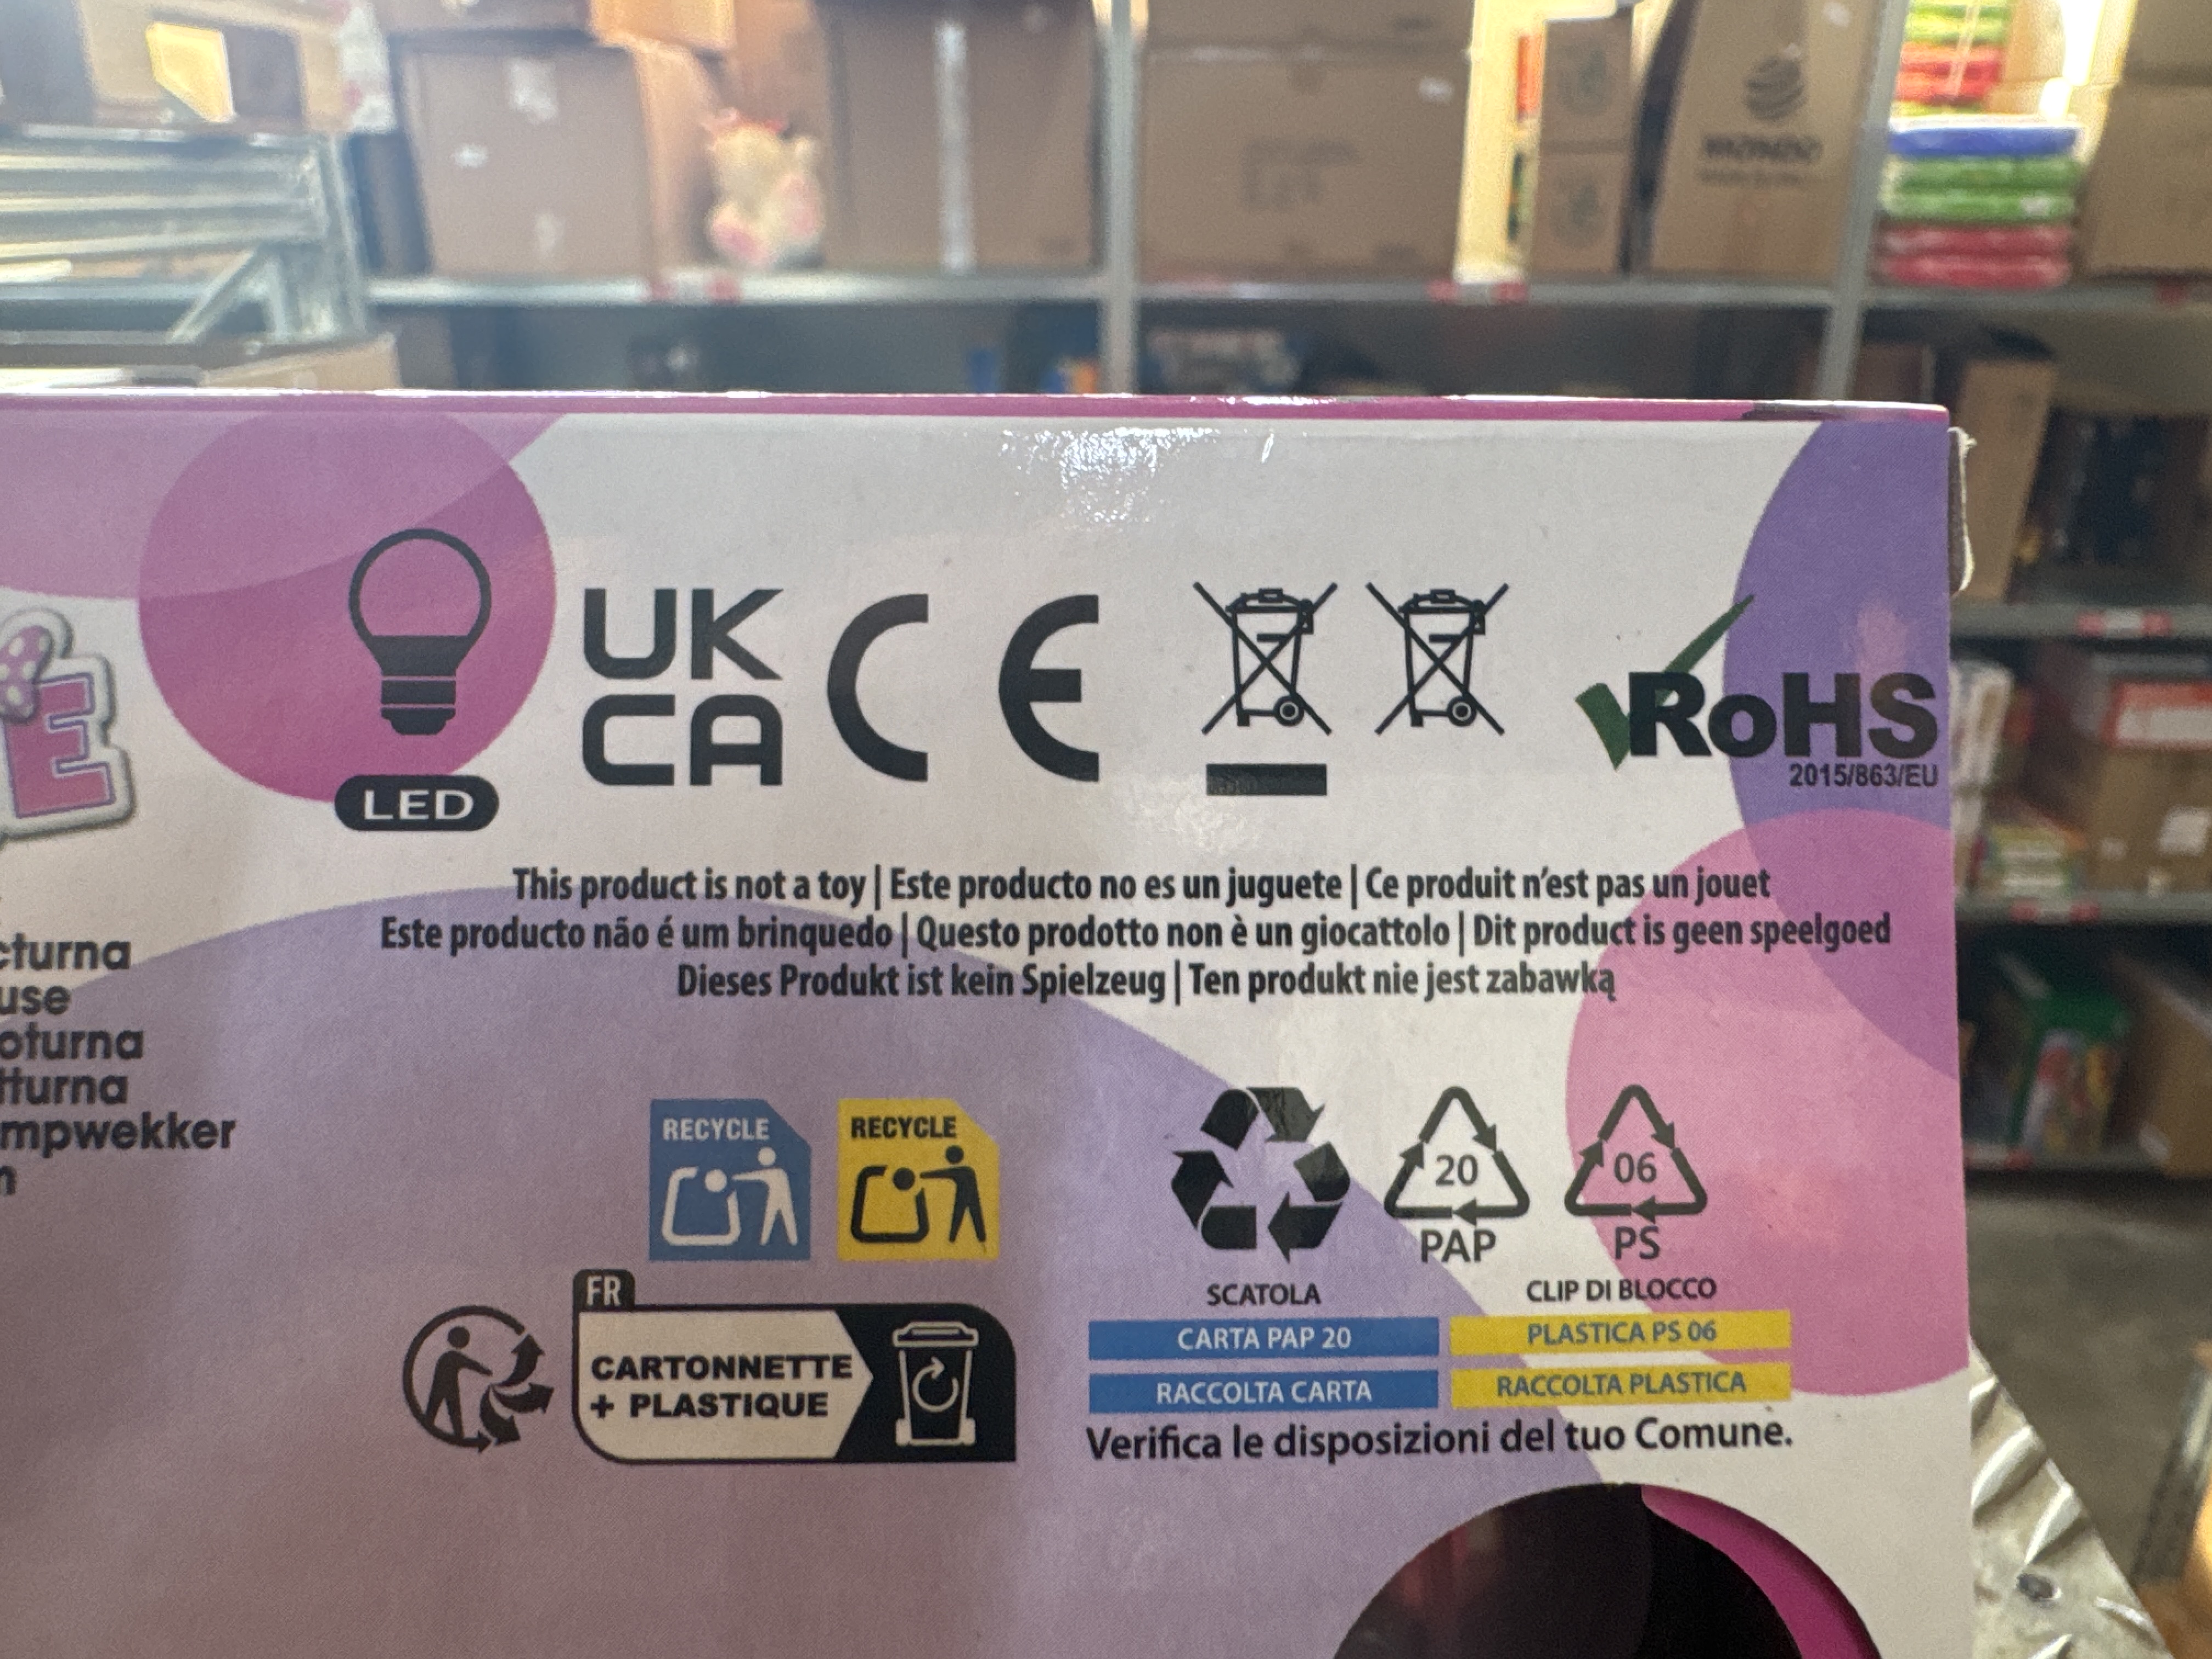 MONDO
E
LED
UK
CA
CE
RoHS
2015/863/EU
This product is not a toy | Este producto no es un juguete | Ce produit n'est pas un jouet
Este producto não é um brinquedo | Questo prodotto non è un giocattolo | Dit product is geen speelgoed
Dieses Produkt ist kein Spielzeug | Ten produkt nie jest zabawką
cturna
use
oturna
tturna
mpwekker
RECYCLE
RECYCLE
20
PAP
06
PS
FR
CARTONNETTE
+ PLASTIQUE
SCATOLA
CLIP DI BLOCCO
CARTA PAP 20
PLASTICA PS 06
RACCOLTA CARTA
RACCOLTA PLASTICA
Verifica le disposizioni del tuo Comune.